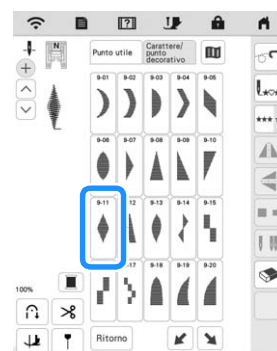 N
Punto utile
Carattere/
punto
decorativo
9-01 9-02 9-03 9-04 9-05
9-06 9-07 9-08 9-09 9-10
9-11 12 9-13 9-14 9-15
-17 9-18 9-19 9-20
100%
Ritorno